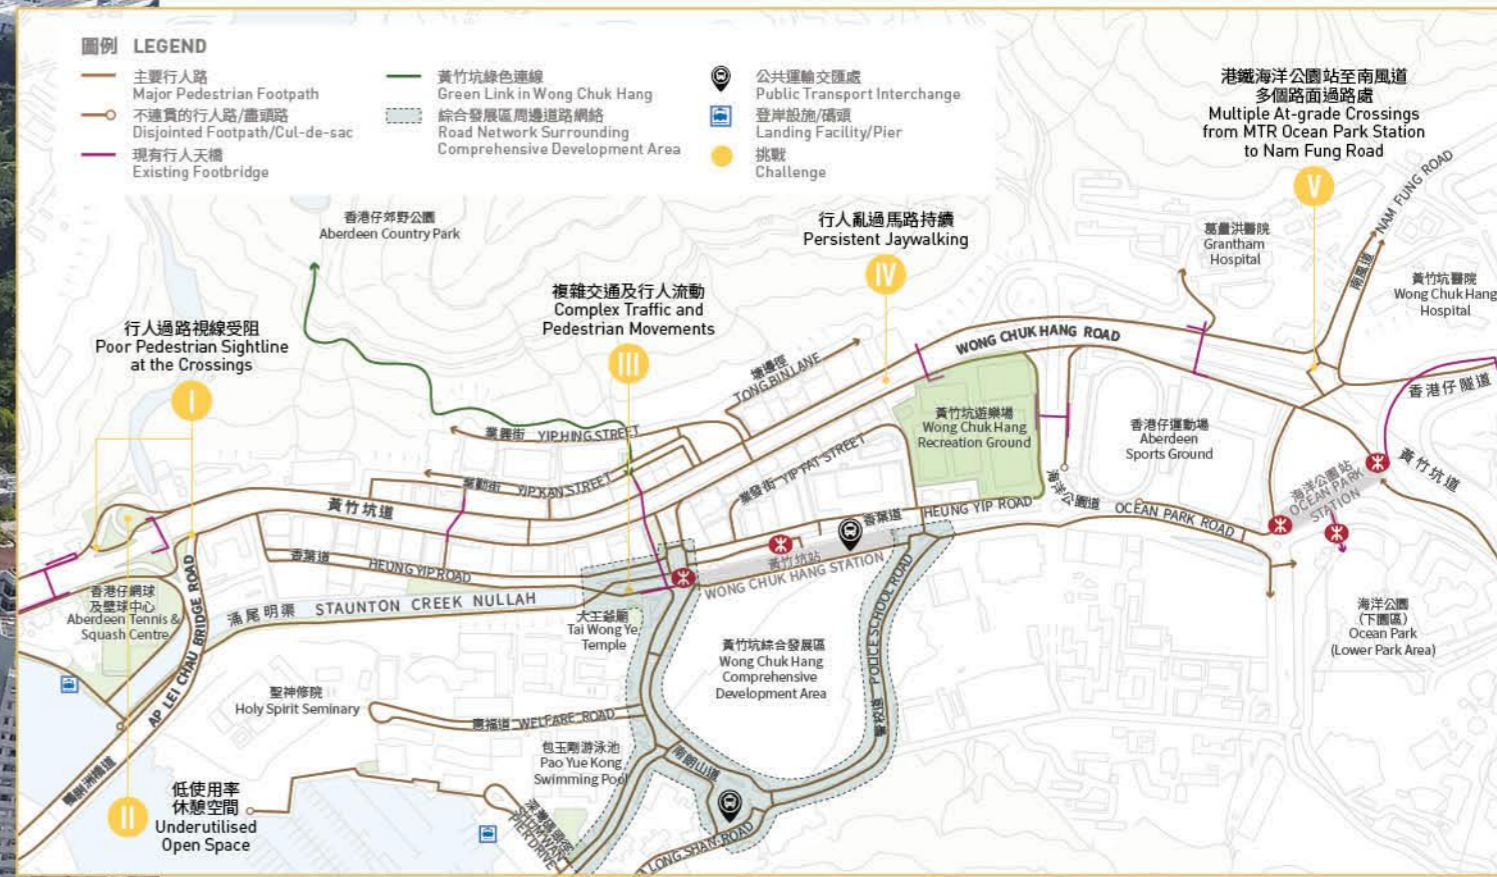 圖例 LEGEND
主要行人路
Major Pedestrian Footpath
不連貫的行人路/盡頭路
Disjointed Footpath/Cul-de-sac
現有行人天橋
Existing Footbridge
黃竹坑綠色連線
Green Link in Wong Chuk Hang
綜合發展區周邊道路網絡
Road Network Surrounding
Comprehensive Development Area
公共運輸交匯處
Public Transport Interchange
登岸設施/碼頭
Landing Facility/Pier
挑戰
Challenge
港鐵海洋公園站至南風道
多個路面過路處
Multiple At-grade Crossings
from MTR Ocean Park Station
to Nam Fung Road
V
南風道
NAM FUNG ROAD
香港仔郊野公園
Aberdeen Country Park
行人亂過馬路持續
Persistent Jaywalking
IV
葛量洪醫院
Grantham
Hospital
黃竹坑醫院
Wong Chuk Hang
Hospital
行人過路視線受阻
Poor Pedestrian Sightline
at the Crossings
I
複雜交通及行人流動
Complex Traffic and
Pedestrian Movements
III
塘邊徑
TONG BIN LANE
WONG CHUK HANG ROAD
香港仔隧道
業興街 YIP HING STREET
業勤街 YIP KAN STREET
業發街 YIP FAT STREET
黃竹坑遊樂場
Wong Chuk Hang
Recreation Ground
香港仔運動場
Aberdeen
Sports Ground
黃竹坑道
黃竹坑道
海洋公園站
OCEAN PARK
STATION
香葉道 HEUNG YIP ROAD
海洋公園道 OCEAN PARK ROAD
香葉道 HEUNG YIP ROAD
黃竹坑站
WONG CHUK HANG STATION
香港仔網球
及壁球中心
Aberdeen Tennis &
Squash Centre
涌尾明渠 STAUNTON CREEK NULLAH
大王爺廟
Tai Wong Ye
Temple
黃竹坑綜合發展區
Wong Chuk Hang
Comprehensive
Development Area
警校道 POLICE SCHOOL ROAD
海洋公園
(下園區)
Ocean Park
(Lower Park Area)
鴨脷洲橋道
AP LEI CHAU BRIDGE ROAD
聖神修院
Holy Spirit Seminary
惠福道 WELFARE ROAD
包玉剛游泳池
Pao Yue Kong
Swimming Pool
南朗山道
低使用率
休憩空間
Underutilised
Open Space
II
深灣碼頭徑
SHUM WAN
PIER DRIVE
LONG SHAN ROAD